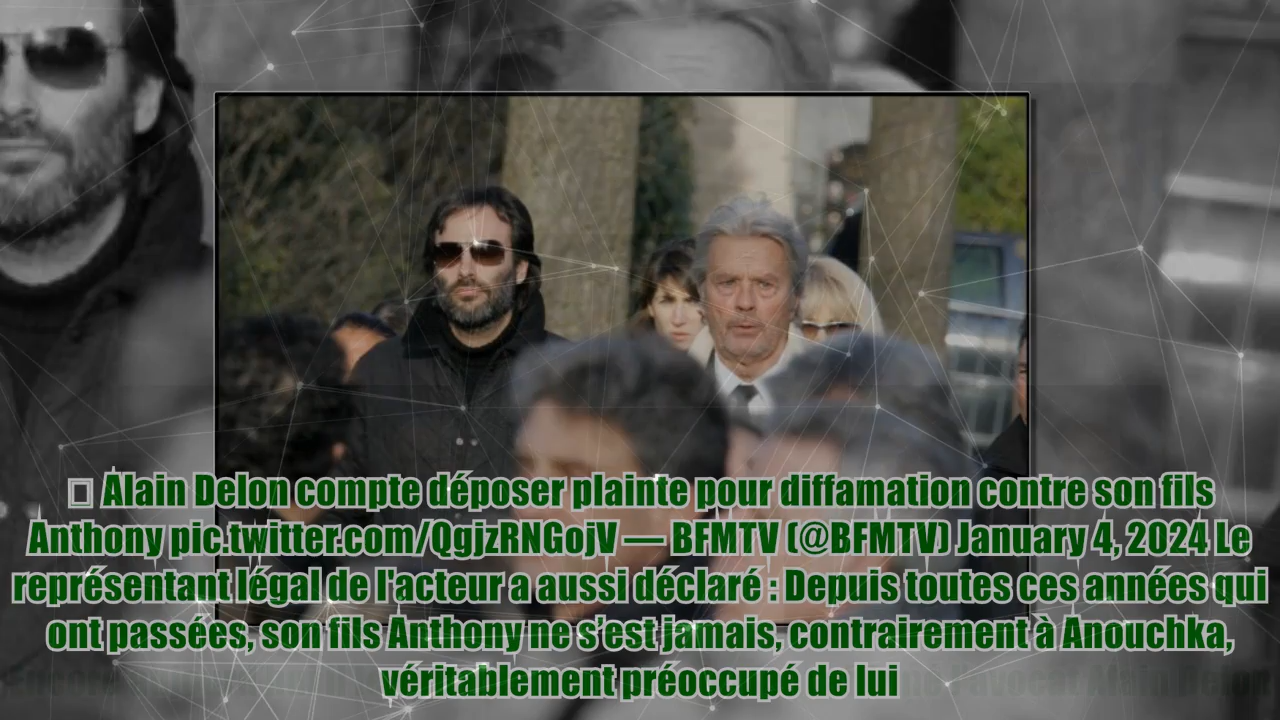 Alain Delon compte déposer plainte pour diffamation contre son fils
Anthony pic.twitter.com/QgjzRNGojV — BFMTV (@BFMTV) January 4, 2024 Le
représentant légal de l'acteur a aussi déclaré : Depuis toutes ces années qui
ont passées, son fils Anthony ne s’est jamais, contrairement à Anouchka,
véritablement préoccupé de lui